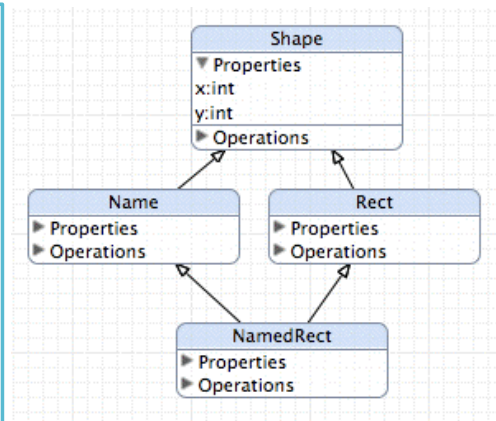 Shape
Properties
x:int
y:int
Operations
Name
Properties
Operations
Rect
Properties
Operations
NamedRect
Properties
Operations